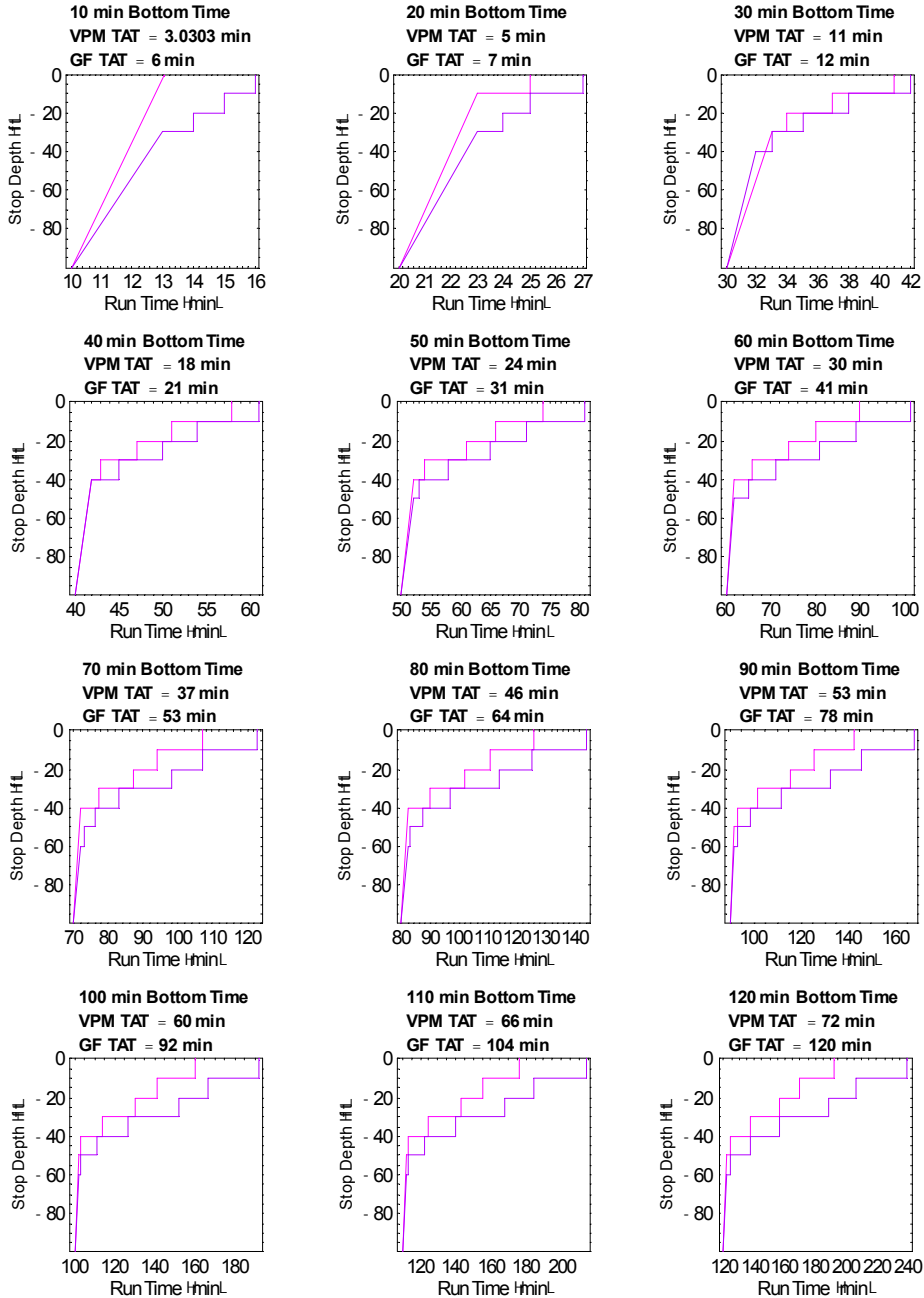 10 min Bottom Time
VPM TAT = 3.0303 min
GF TAT = 6 min
0
- 20
- 40
- 60
- 80
Stop Depth HftL
10 11 12 13 14 15 16
Run Time HminL
20 min Bottom Time
VPM TAT = 5 min
GF TAT = 7 min
0
- 20
- 40
- 60
- 80
Stop Depth HftL
20 21 22 23 24 25 26 27
Run Time HminL
30 min Bottom Time
VPM TAT = 11 min
GF TAT = 12 min
0
- 20
- 40
- 60
- 80
Stop Depth HftL
30 32 34 36 38 40 42
Run Time HminL
40 min Bottom Time
VPM TAT = 18 min
GF TAT = 21 min
0
- 20
- 40
- 60
- 80
Stop Depth HftL
40 45 50 55 60
Run Time HminL
50 min Bottom Time
VPM TAT = 24 min
GF TAT = 31 min
0
- 20
- 40
- 60
- 80
Stop Depth HftL
50 55 60 65 70 75 80
Run Time HminL
60 min Bottom Time
VPM TAT = 30 min
GF TAT = 41 min
0
- 20
- 40
- 60
- 80
Stop Depth HftL
60 70 80 90 100
Run Time HminL
70 min Bottom Time
VPM TAT = 37 min
GF TAT = 53 min
0
- 20
- 40
- 60
- 80
Stop Depth HftL
70 80 90 100 110 120
Run Time HminL
80 min Bottom Time
VPM TAT = 46 min
GF TAT = 64 min
0
- 20
- 40
- 60
- 80
Stop Depth HftL
80 90 100 110 120 130 140
Run Time HminL
90 min Bottom Time
VPM TAT = 53 min
GF TAT = 78 min
0
- 20
- 40
- 60
- 80
Stop Depth HftL
100 120 140 160
Run Time HminL
100 min Bottom Time
VPM TAT = 60 min
GF TAT = 92 min
0
- 20
- 40
- 60
- 80
Stop Depth HftL
100 120 140 160 180
Run Time HminL
110 min Bottom Time
VPM TAT = 66 min
GF TAT = 104 min
0
- 20
- 40
- 60
- 80
Stop Depth HftL
120 140 160 180 200
Run Time HminL
120 min Bottom Time
VPM TAT = 72 min
GF TAT = 120 min
0
- 20
- 40
- 60
- 80
Stop Depth HftL
120 140 160 180 200 220 240
Run Time HminL